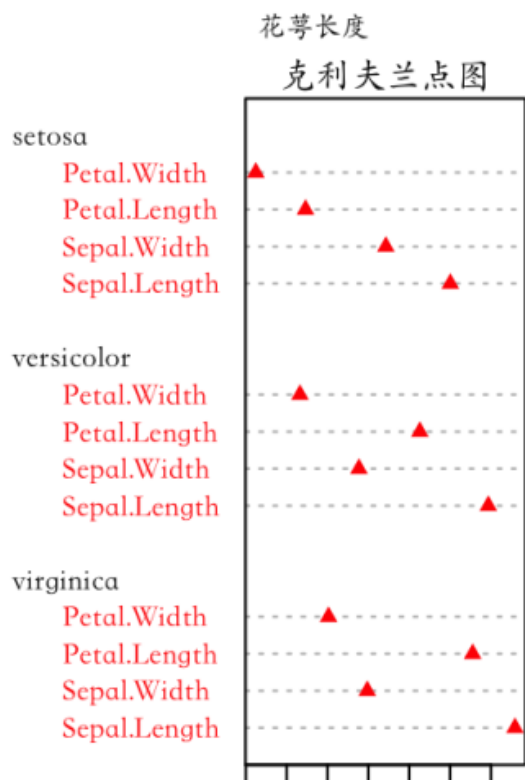 花萼长度
克利夫兰点图
setosa
Petal.Width
Petal.Length
Sepal.Width
Sepal.Length
versicolor
Petal.Width
Petal.Length
Sepal.Width
Sepal.Length
virginica
Petal.Width
Petal.Length
Sepal.Width
Sepal.Length